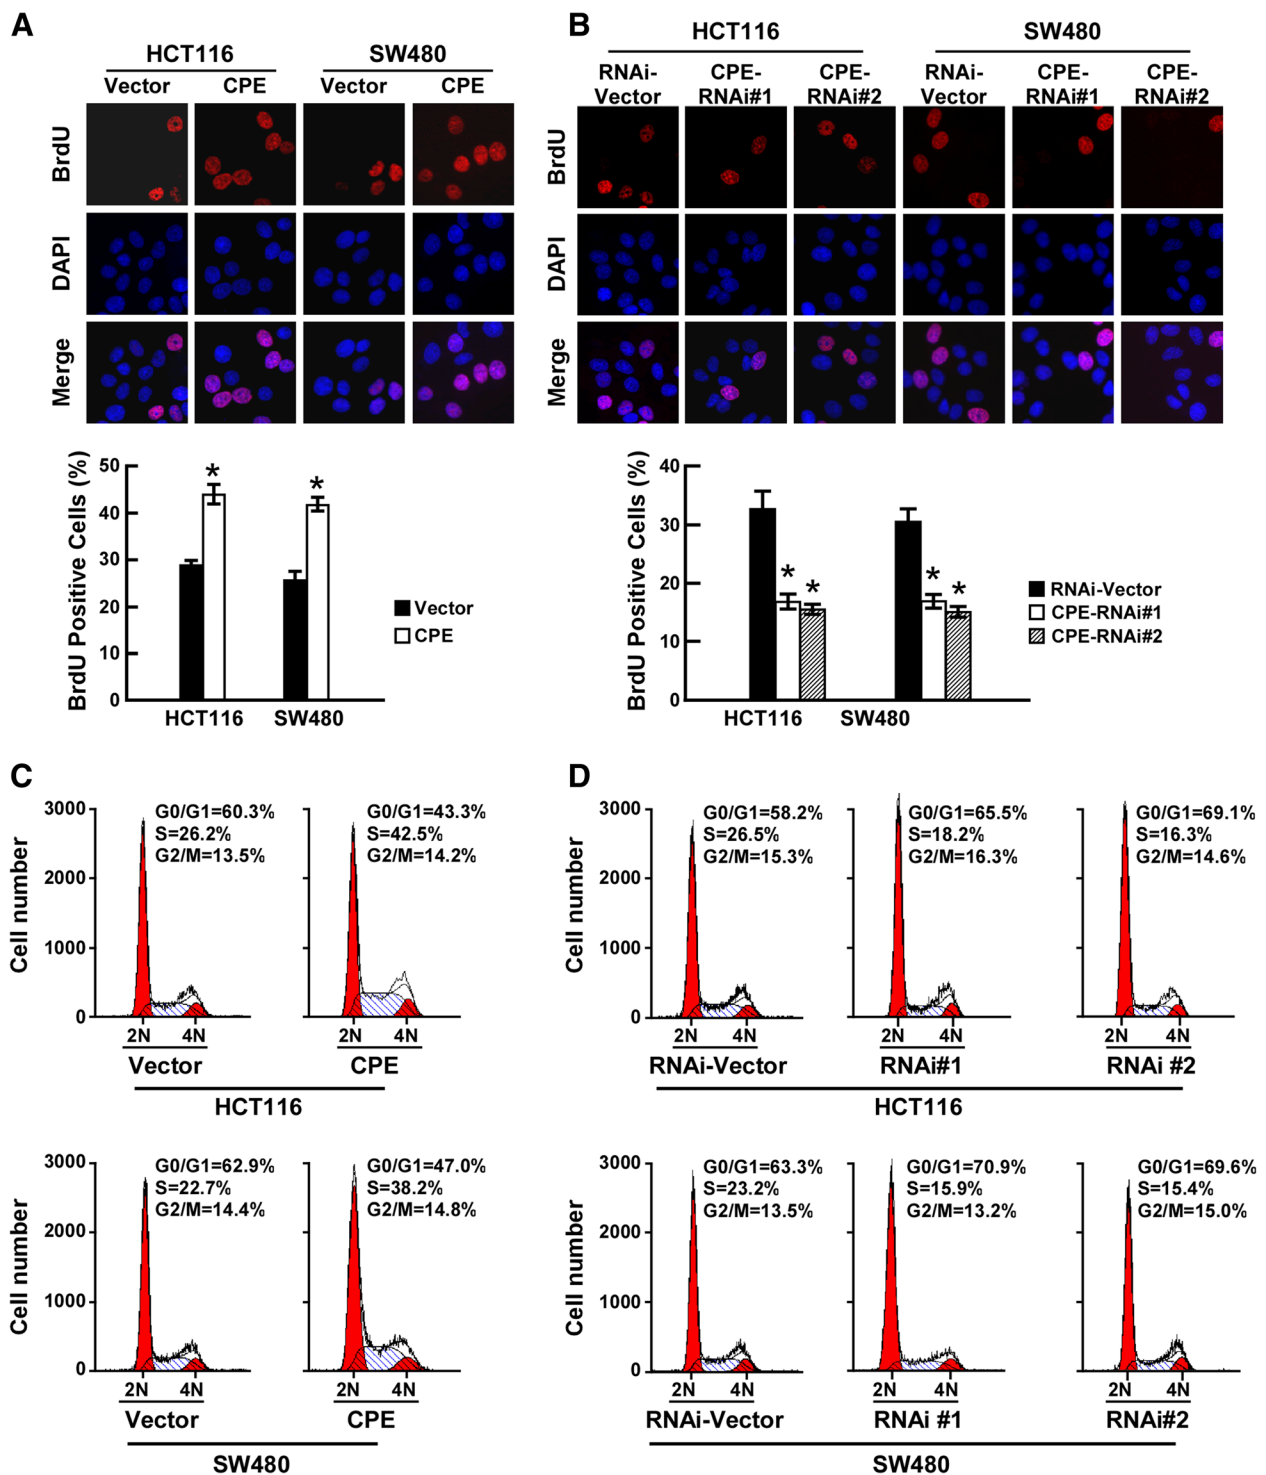 A
HCT116
SW480
Vector
CPE
Vector
CPE
BrdU
DAPI
Merge
BrdU Positive Cells (%)
50
40
30
20
10
0
*
*
HCT116
SW480
Vector
CPE
B
HCT116
SW480
RNAi-
Vector
CPE-
RNAi#1
CPE-
RNAi#2
RNAi-
Vector
CPE-
RNAi#1
CPE-
RNAi#2
BrdU
DAPI
Merge
BrdU Positive Cells (%)
40
30
20
10
0
*
*
*
*
HCT116
SW480
RNAi-Vector
CPE-RNAi#1
CPE-RNAi#2
C
Cell number
3000
2000
1000
0
G0/G1=60.3%
S=26.2%
G2/M=13.5%
2N
4N
Vector
G0/G1=43.3%
S=42.5%
G2/M=14.2%
2N
4N
CPE
HCT116
Cell number
3000
2000
1000
0
G0/G1=62.9%
S=22.7%
G2/M=14.4%
2N
4N
Vector
G0/G1=47.0%
S=38.2%
G2/M=14.8%
2N
4N
CPE
SW480
D
Cell number
3000
2000
1000
0
G0/G1=58.2%
S=26.5%
G2/M=15.3%
2N
4N
RNAi-Vector
G0/G1=65.5%
S=18.2%
G2/M=16.3%
2N
4N
RNAi#1
G0/G1=69.1%
S=16.3%
G2/M=14.6%
2N
4N
RNAi #2
HCT116
Cell number
3000
2000
1000
0
G0/G1=63.3%
S=23.2%
G2/M=13.5%
2N
4N
RNAi-Vector
G0/G1=70.9%
S=15.9%
G2/M=13.2%
2N
4N
RNAi #1
G0/G1=69.6%
S=15.4%
G2/M=15.0%
2N
4N
RNAi#2
SW480